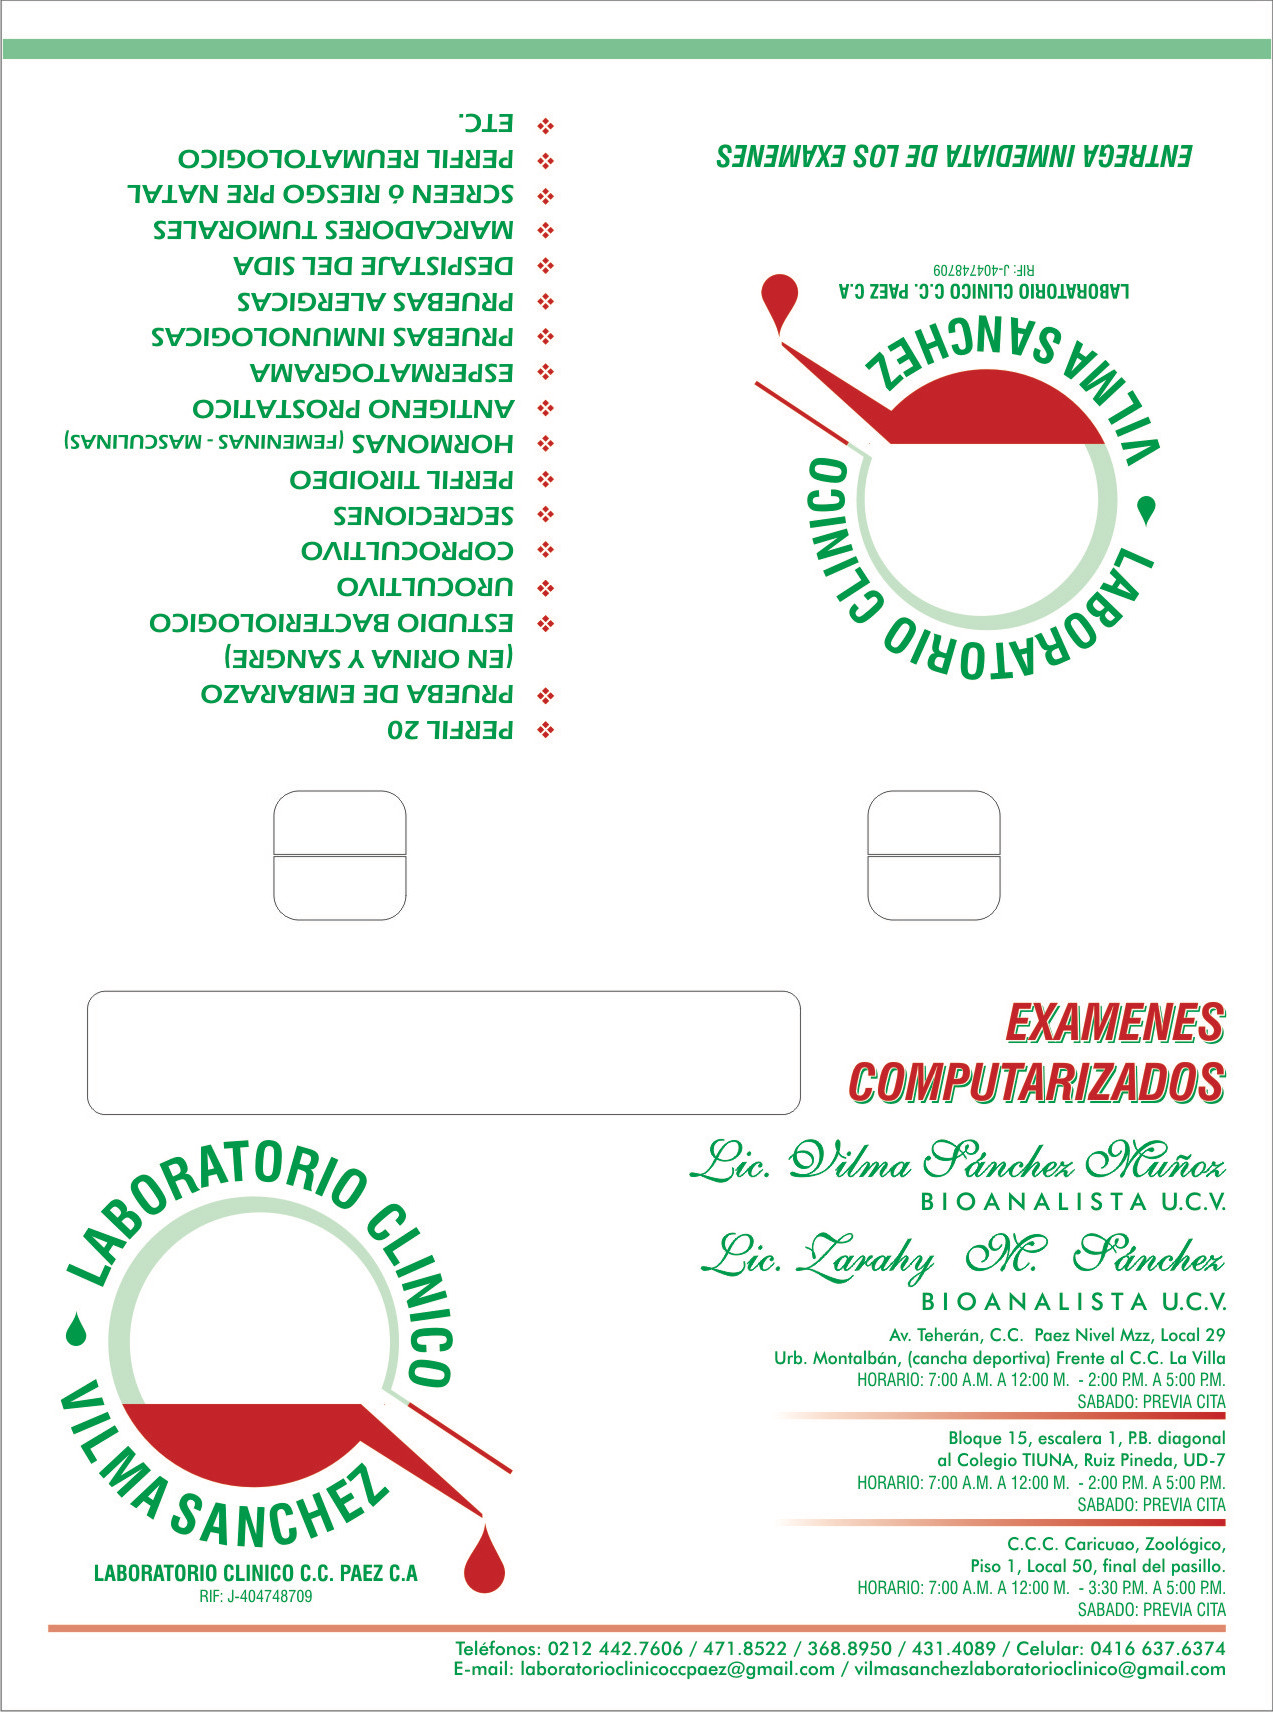 PERFIL 20
PRUEBA DE EMBARAZO
(EN ORINA Y SANGRE)
ESTUDIO BACTERIOLOGICO
UROCULTIVO
COPROCULTIVO
SECRECIONES
PERFIL TIROIDEO
HORMONAS (FEMENINAS - MASCULINAS)
ANTIGENO PROSTATICO
ESPERMATOGRAMA
PRUEBAS INMUNOLOGICAS
PRUEBAS ALERGICAS
DESPISTAJE DEL SIDA
MARCADORES TUMORALES
SCREEN ó RIESGO PRE NATAL
PERFIL REUMATOLOGICO
ETC.
LABORATORIO CLINICO
VILMA SANCHEZ
LABORATORIO CLINICO C.C. PAEZ C.A
RIF: J-404748709
ENTREGA INMEDIATA DE LOS EXAMENES
EXAMENES
COMPUTARIZADOS
LABORATORIO CLINICO
VILMA SANCHEZ
LABORATORIO CLINICO C.C. PAEZ C.A
RIF: J-404748709
Lic. Vilma Sánchez Muñoz
BIOANALISTA U.C.V.
Lic. Zarahy M. Sánchez
BIOANALISTA U.C.V.
Av. Teherán, C.C. Paez Nivel Mzz, Local 29
Urb. Montalbán, (cancha deportiva) Frente al C.C. La Villa
HORARIO: 7:00 A.M. A 12:00 M. - 2:00 P.M. A 5:00 P.M.
SABADO: PREVIA CITA
Bloque 15, escalera 1, P.B. diagonal
al Colegio TIUNA, Ruiz Pineda, UD-7
HORARIO: 7:00 A.M. A 12:00 M. - 2:00 P.M. A 5:00 P.M.
SABADO: PREVIA CITA
C.C.C. Caricuao, Zoológico,
Piso 1, Local 50, final del pasillo.
HORARIO: 7:00 A.M. A 12:00 M. - 3:30 P.M. A 5:00 P.M.
SABADO: PREVIA CITA
Teléfonos: 0212 442.7606 / 471.8522 / 368.8950 / 431.4089 / Celular: 0416 637.6374
E-mail: laboratorioclinicoccpaez@gmail.com / vilmasanchezlaboratorioclinico@gmail.com